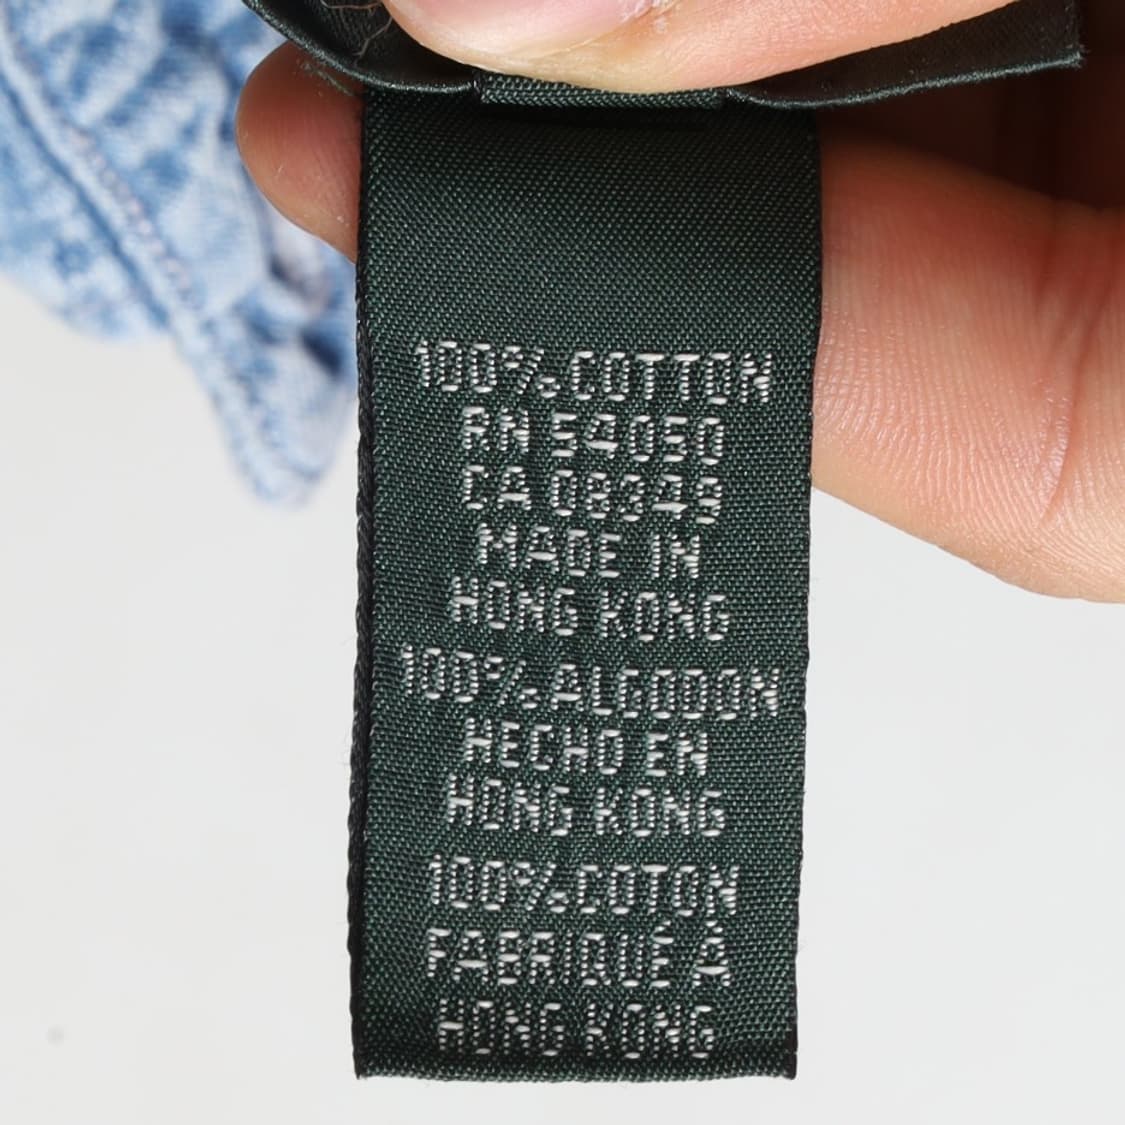 100% COTTON
RN 54050
CA 08349
MADE IN
HONG KONG
100% ALGODON
HECHO EN
HONG KONG
100% COTON
FABRIQUÉ À
HONG KONG